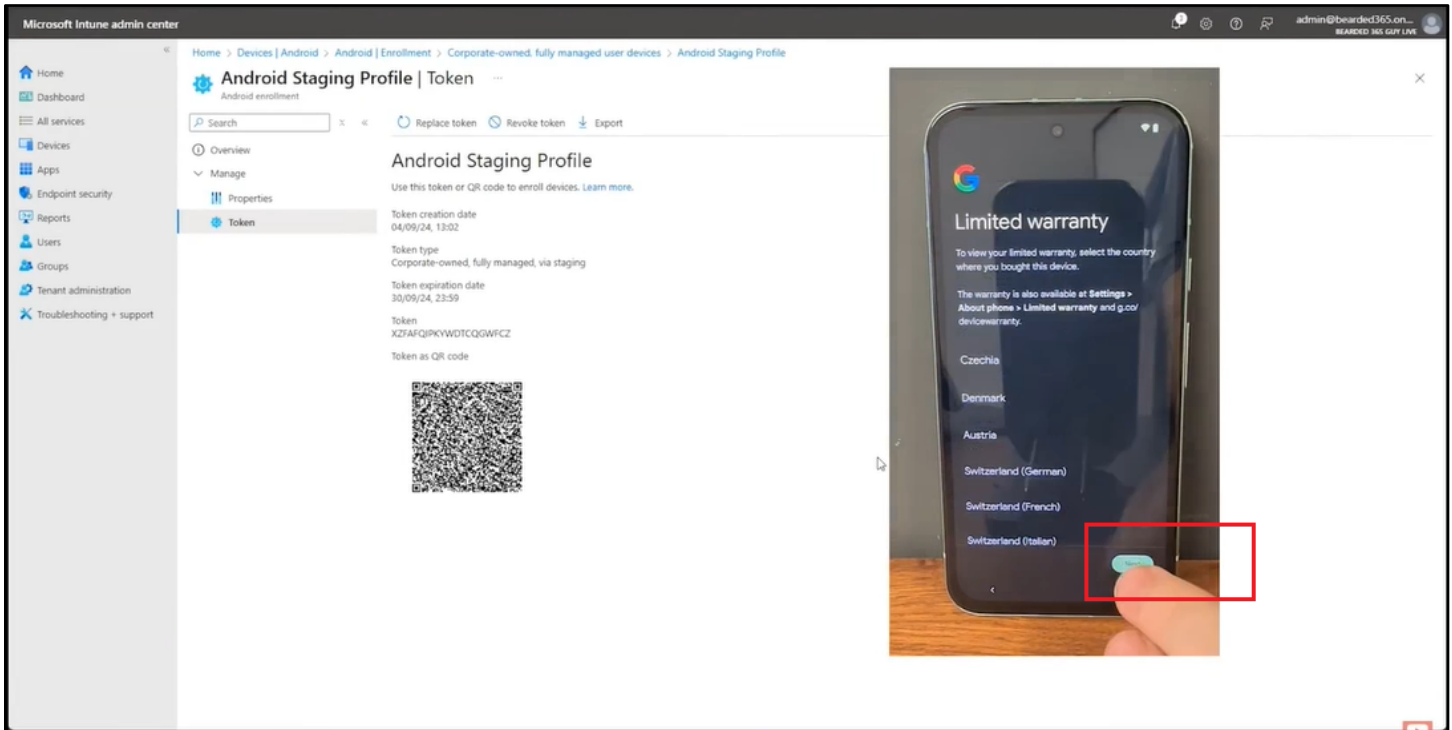 Microsoft Intune admin center
admin@bearded365.on...
BEARDED 365 GUY LIVE
Home > Devices | Android > Android | Enrollment > Corporate-owned, fully managed user devices > Android Staging Profile
Home
Dashboard
All services
Devices
Apps
Endpoint security
Reports
Users
Groups
Tenant administration
Troubleshooting + support
Android Staging Profile | Token ...
Android enrollment
Search
Overview
Manage
Properties
Token
Replace token
Revoke token
Export
Android Staging Profile
Use this token or QR code to enroll devices. Learn more.
Token creation date
04/09/24, 13:02
Token type
Corporate-owned, fully managed, via staging
Token expiration date
30/09/24, 23:59
Token
XZFAFQIPKYWDTCQGWFCZ
Token as QR code
Limited warranty
To view your limited warranty, select the country
where you bought this device.
The warranty is also available at Settings >
About phone > Limited warranty and g.co/
devicewarranty.
Czechia
Denmark
Austria
Switzerland (German)
Switzerland (French)
Switzerland (Italian)